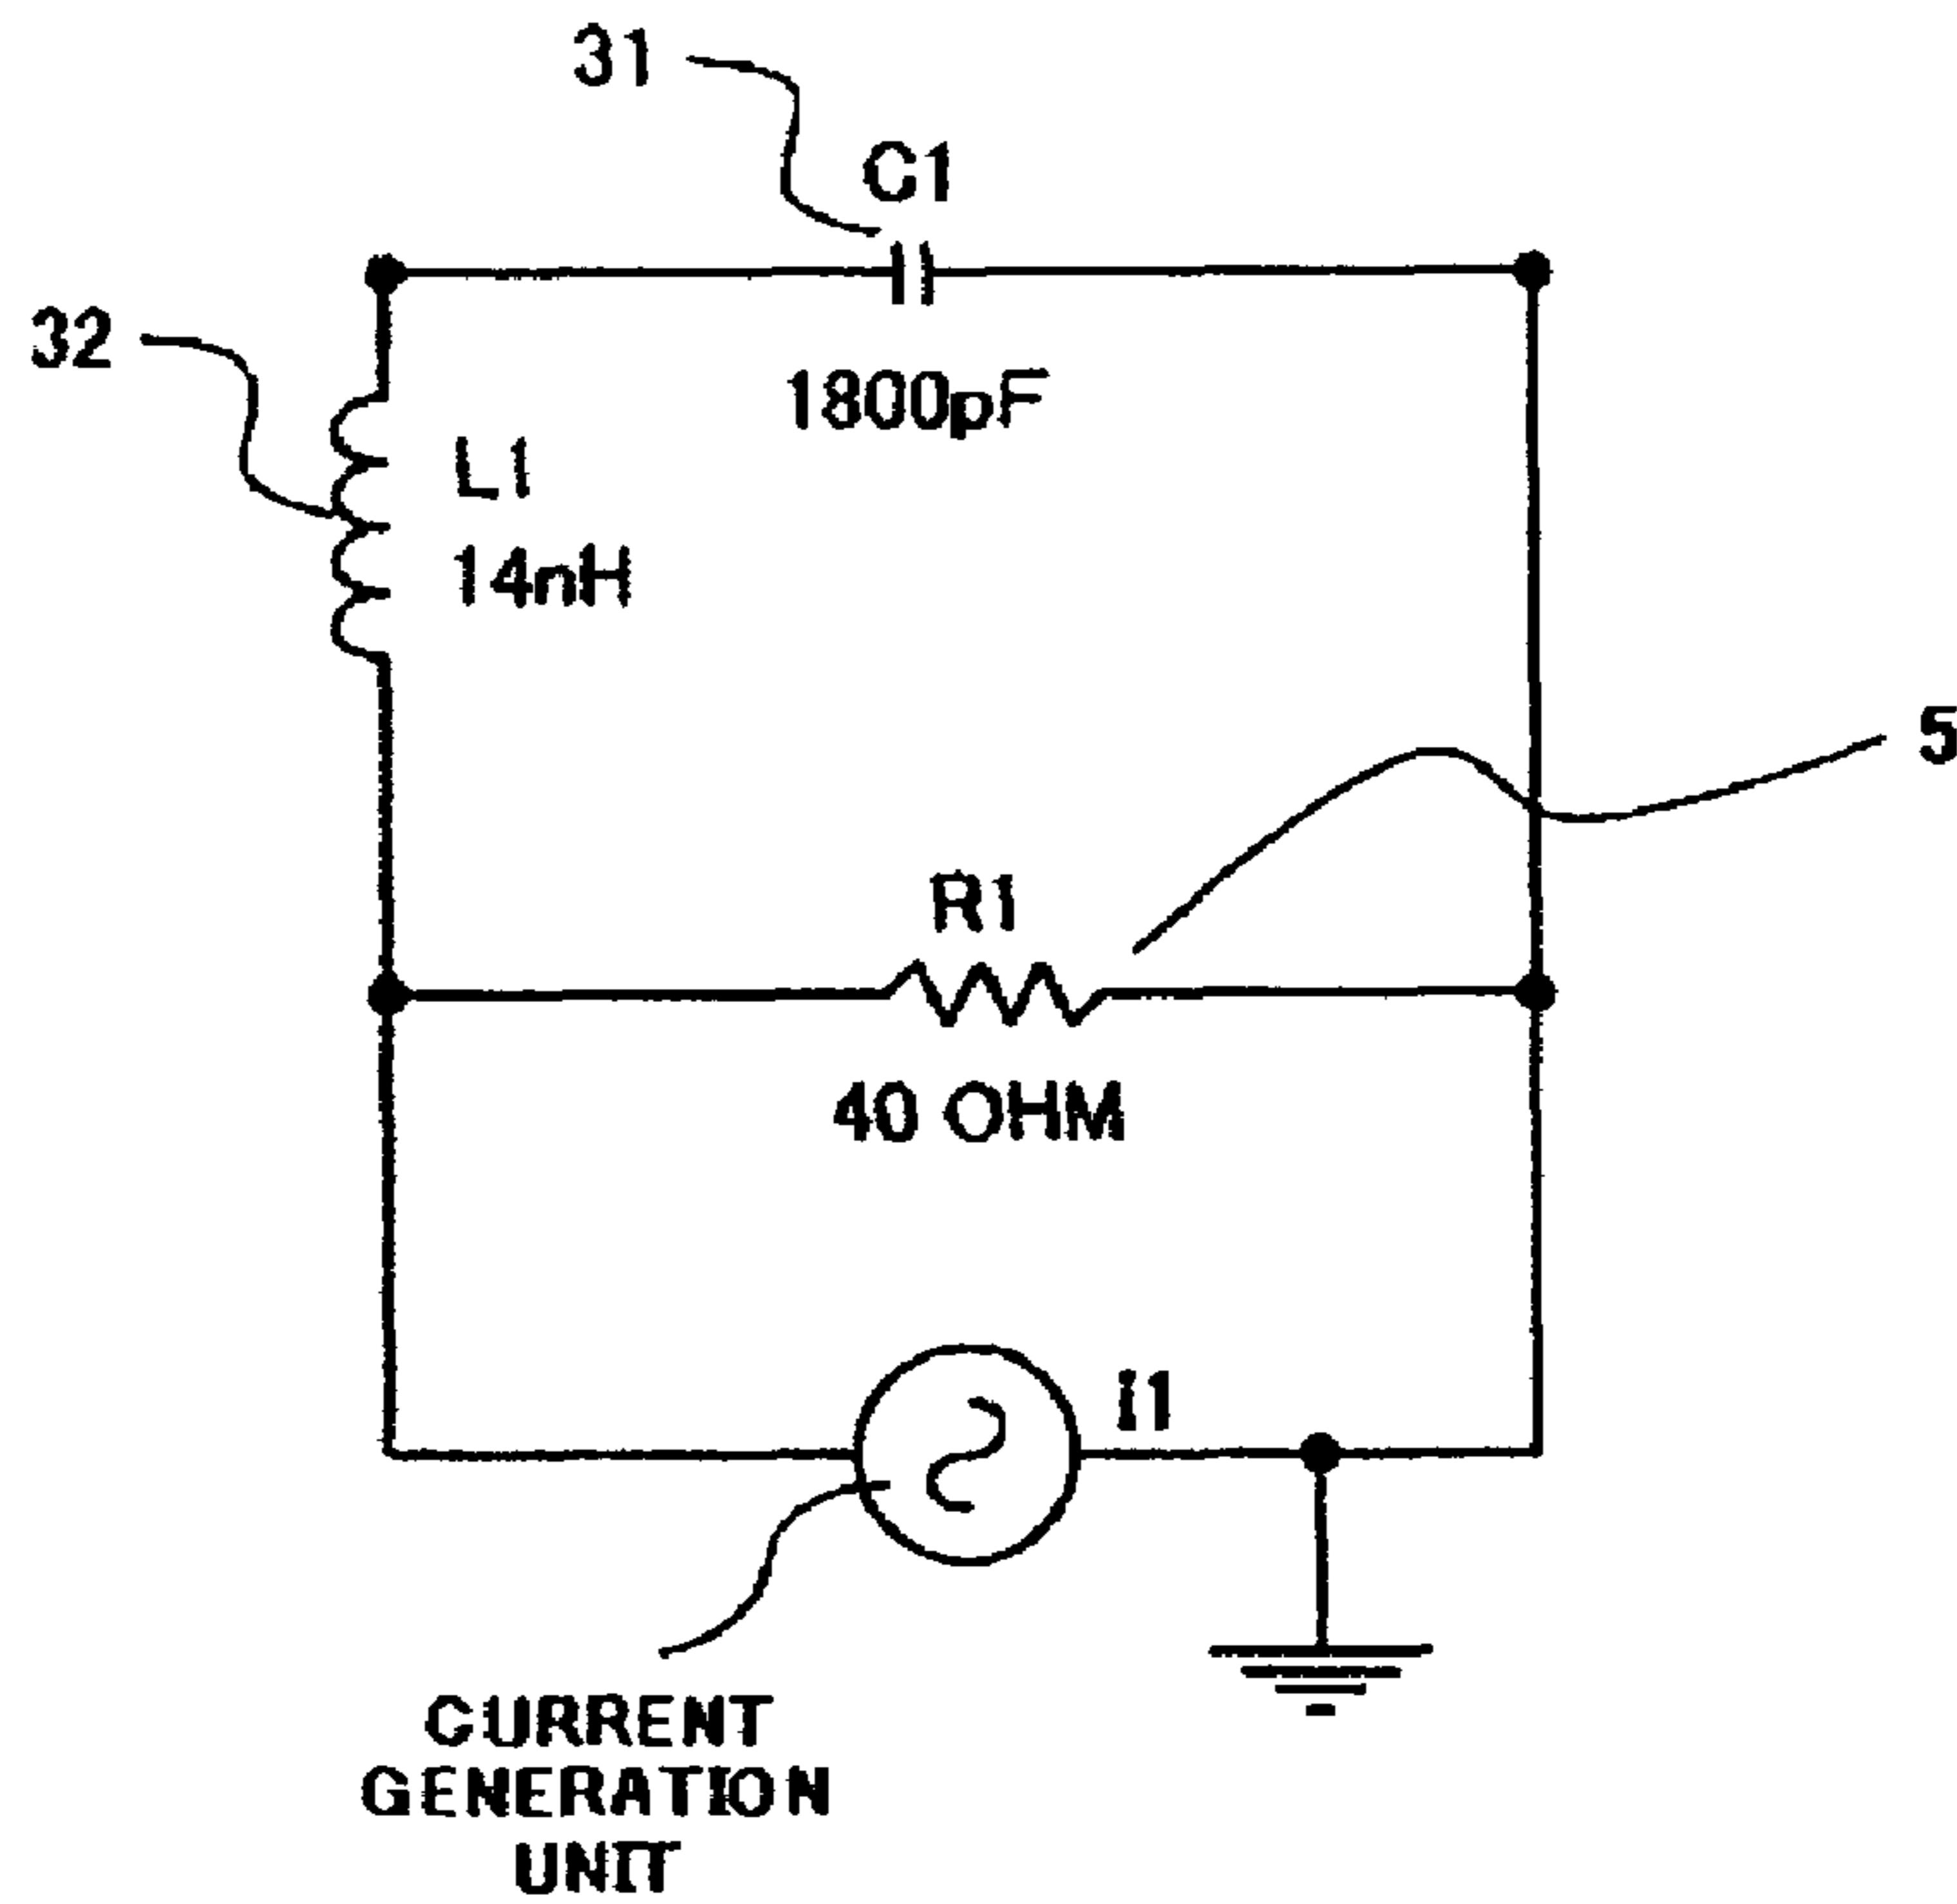 31
C1
32
1800pF
L1
14nH
5
R1
40 OHM
i1
CURRENT
GENERATION
UNIT